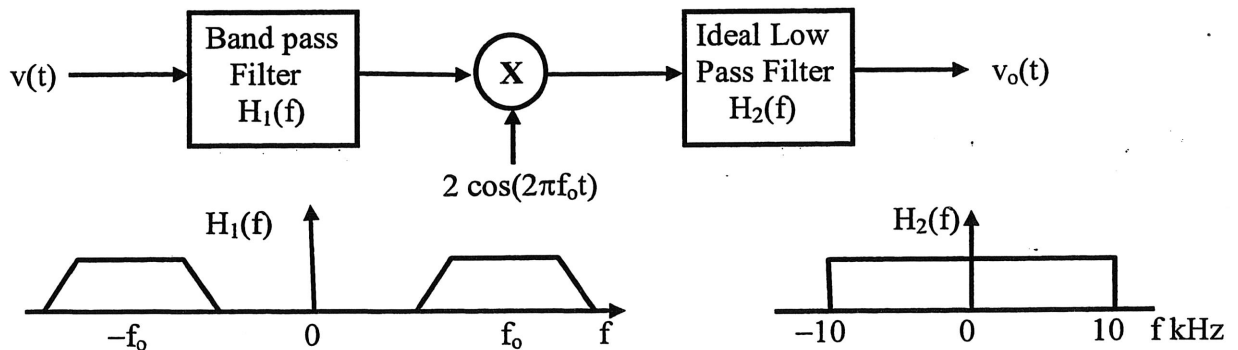 Band pass
Filter
H₁(f)
Ideal Low
Pass Filter
H₂(f)
v(t)
X
vₒ(t)
2 cos(2πfₒt)
H₁(f)
H₂(f)
−fₒ 0 fₒ f
−10 0 10 f kHz